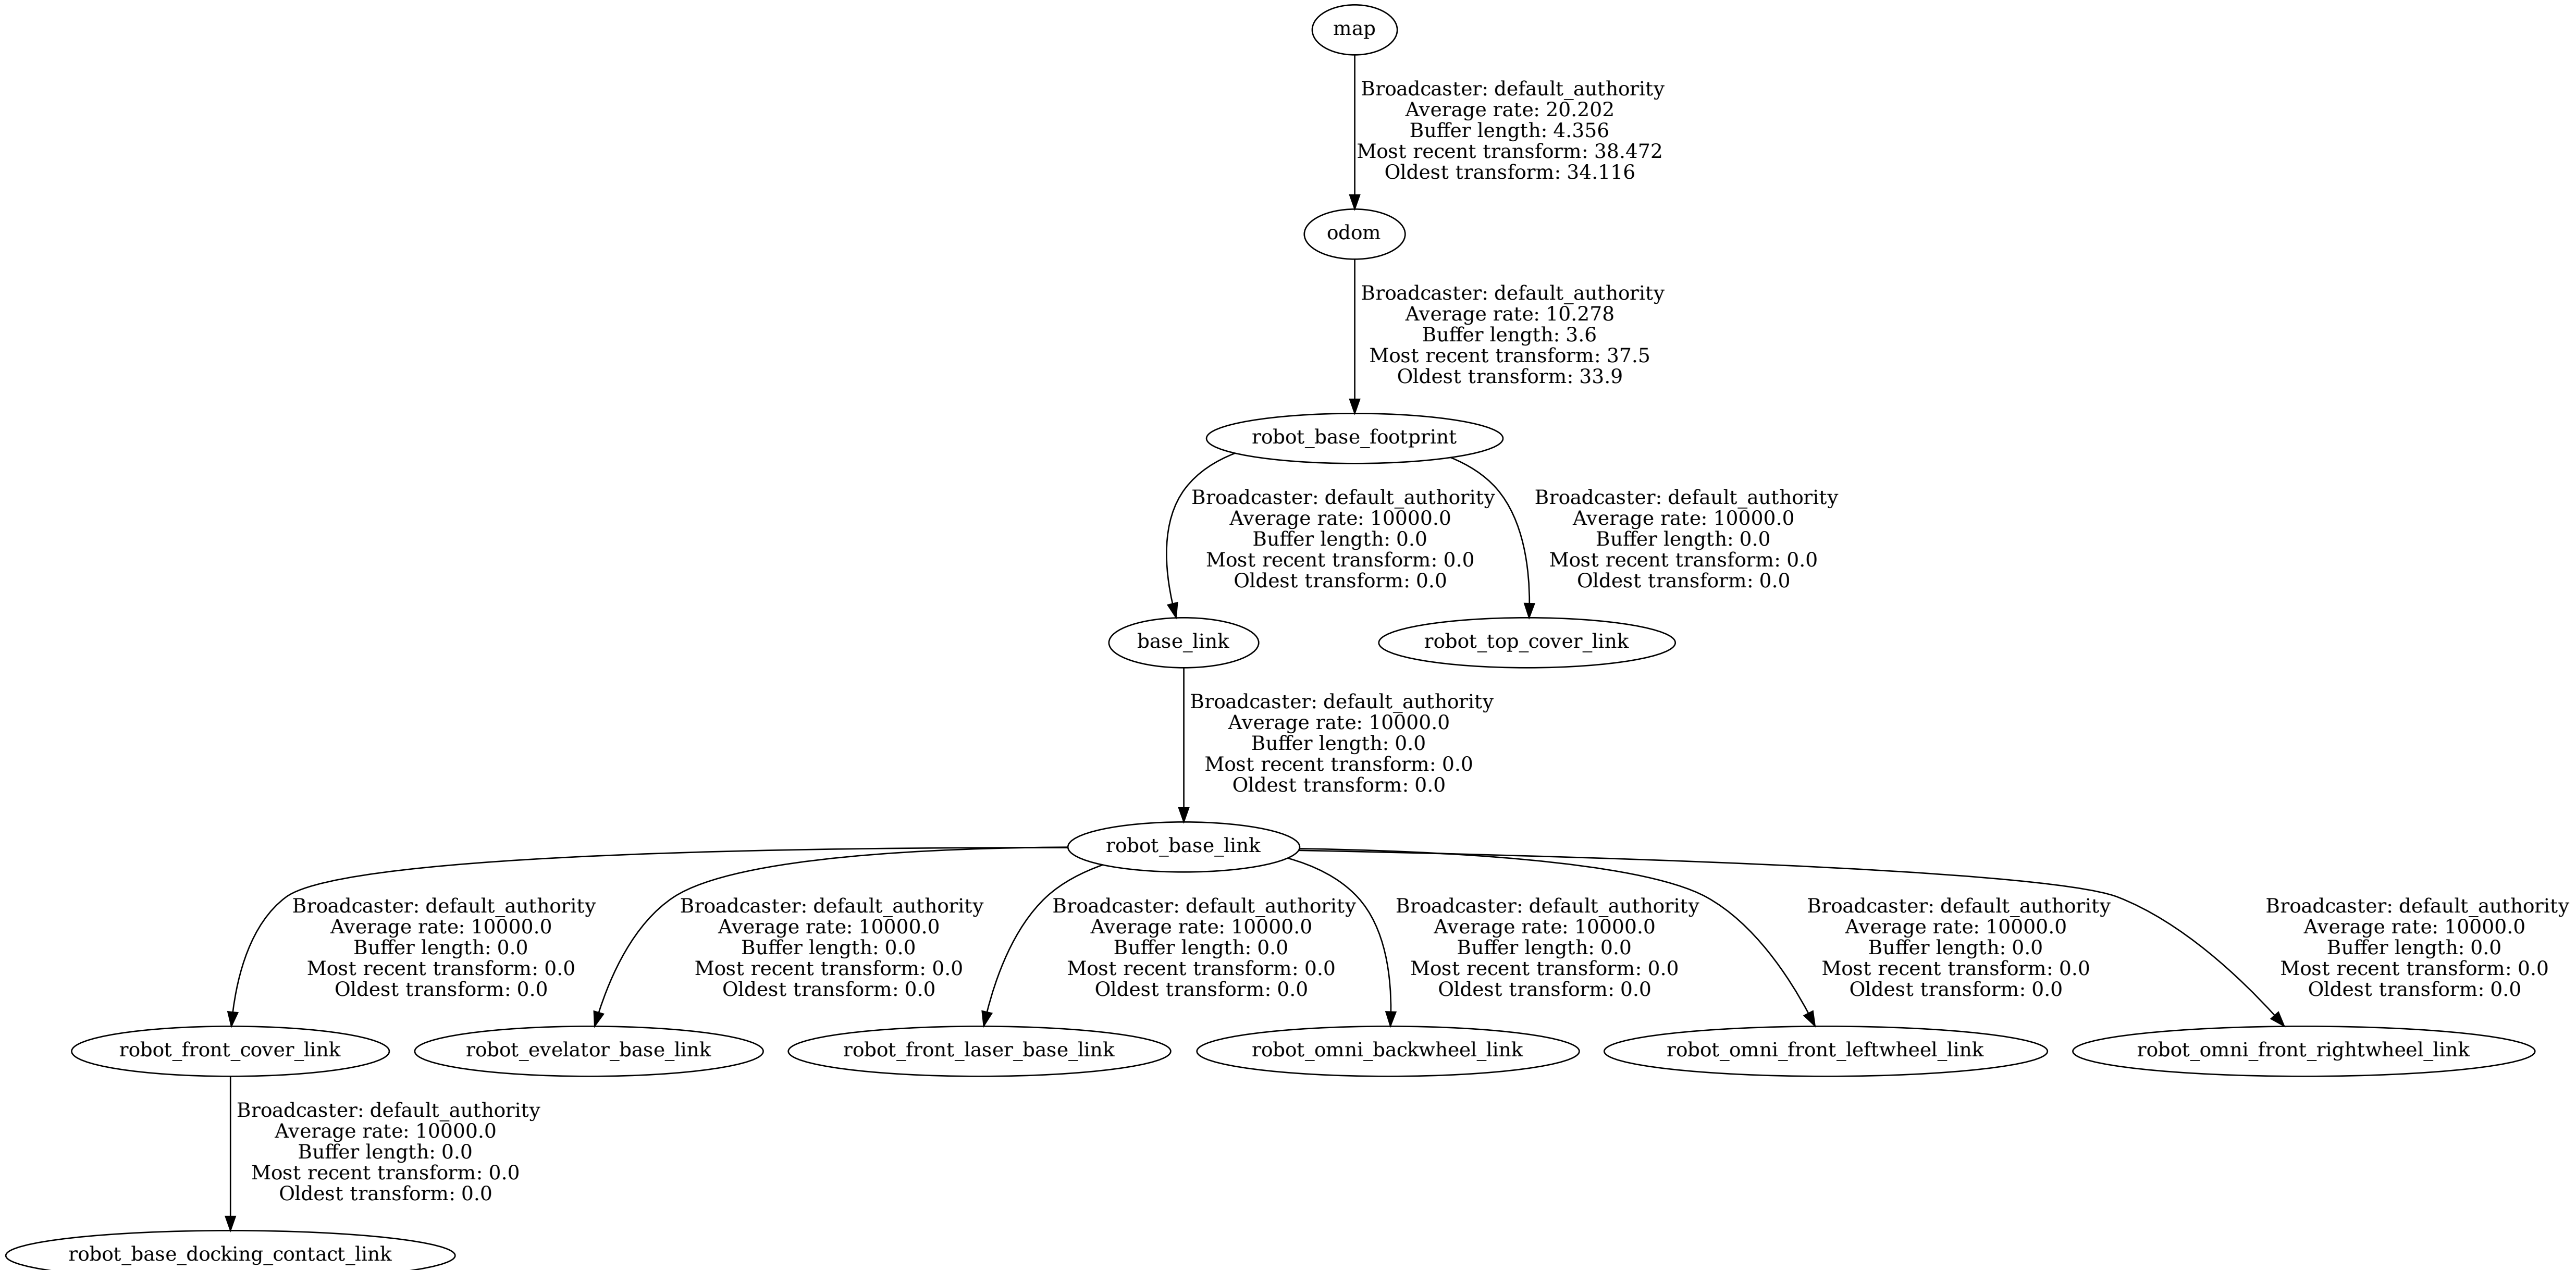 map
Broadcaster: default_authority
Average rate: 20.202
Buffer length: 4.356
Most recent transform: 38.472
Oldest transform: 34.116
odom
Broadcaster: default_authority
Average rate: 10.278
Buffer length: 3.6
Most recent transform: 37.5
Oldest transform: 33.9
robot_base_footprint
Broadcaster: default_authority
Average rate: 10000.0
Buffer length: 0.0
Most recent transform: 0.0
Oldest transform: 0.0
Broadcaster: default_authority
Average rate: 10000.0
Buffer length: 0.0
Most recent transform: 0.0
Oldest transform: 0.0
base_link
robot_top_cover_link
Broadcaster: default_authority
Average rate: 10000.0
Buffer length: 0.0
Most recent transform: 0.0
Oldest transform: 0.0
robot_base_link
Broadcaster: default_authority
Average rate: 10000.0
Buffer length: 0.0
Most recent transform: 0.0
Oldest transform: 0.0
Broadcaster: default_authority
Average rate: 10000.0
Buffer length: 0.0
Most recent transform: 0.0
Oldest transform: 0.0
Broadcaster: default_authority
Average rate: 10000.0
Buffer length: 0.0
Most recent transform: 0.0
Oldest transform: 0.0
Broadcaster: default_authority
Average rate: 10000.0
Buffer length: 0.0
Most recent transform: 0.0
Oldest transform: 0.0
Broadcaster: default_authority
Average rate: 10000.0
Buffer length: 0.0
Most recent transform: 0.0
Oldest transform: 0.0
Broadcaster: default_authority
Average rate: 10000.0
Buffer length: 0.0
Most recent transform: 0.0
Oldest transform: 0.0
robot_front_cover_link
robot_evelator_base_link
robot_front_laser_base_link
robot_omni_backwheel_link
robot_omni_front_leftwheel_link
robot_omni_front_rightwheel_link
Broadcaster: default_authority
Average rate: 10000.0
Buffer length: 0.0
Most recent transform: 0.0
Oldest transform: 0.0
robot_base_docking_contact_link